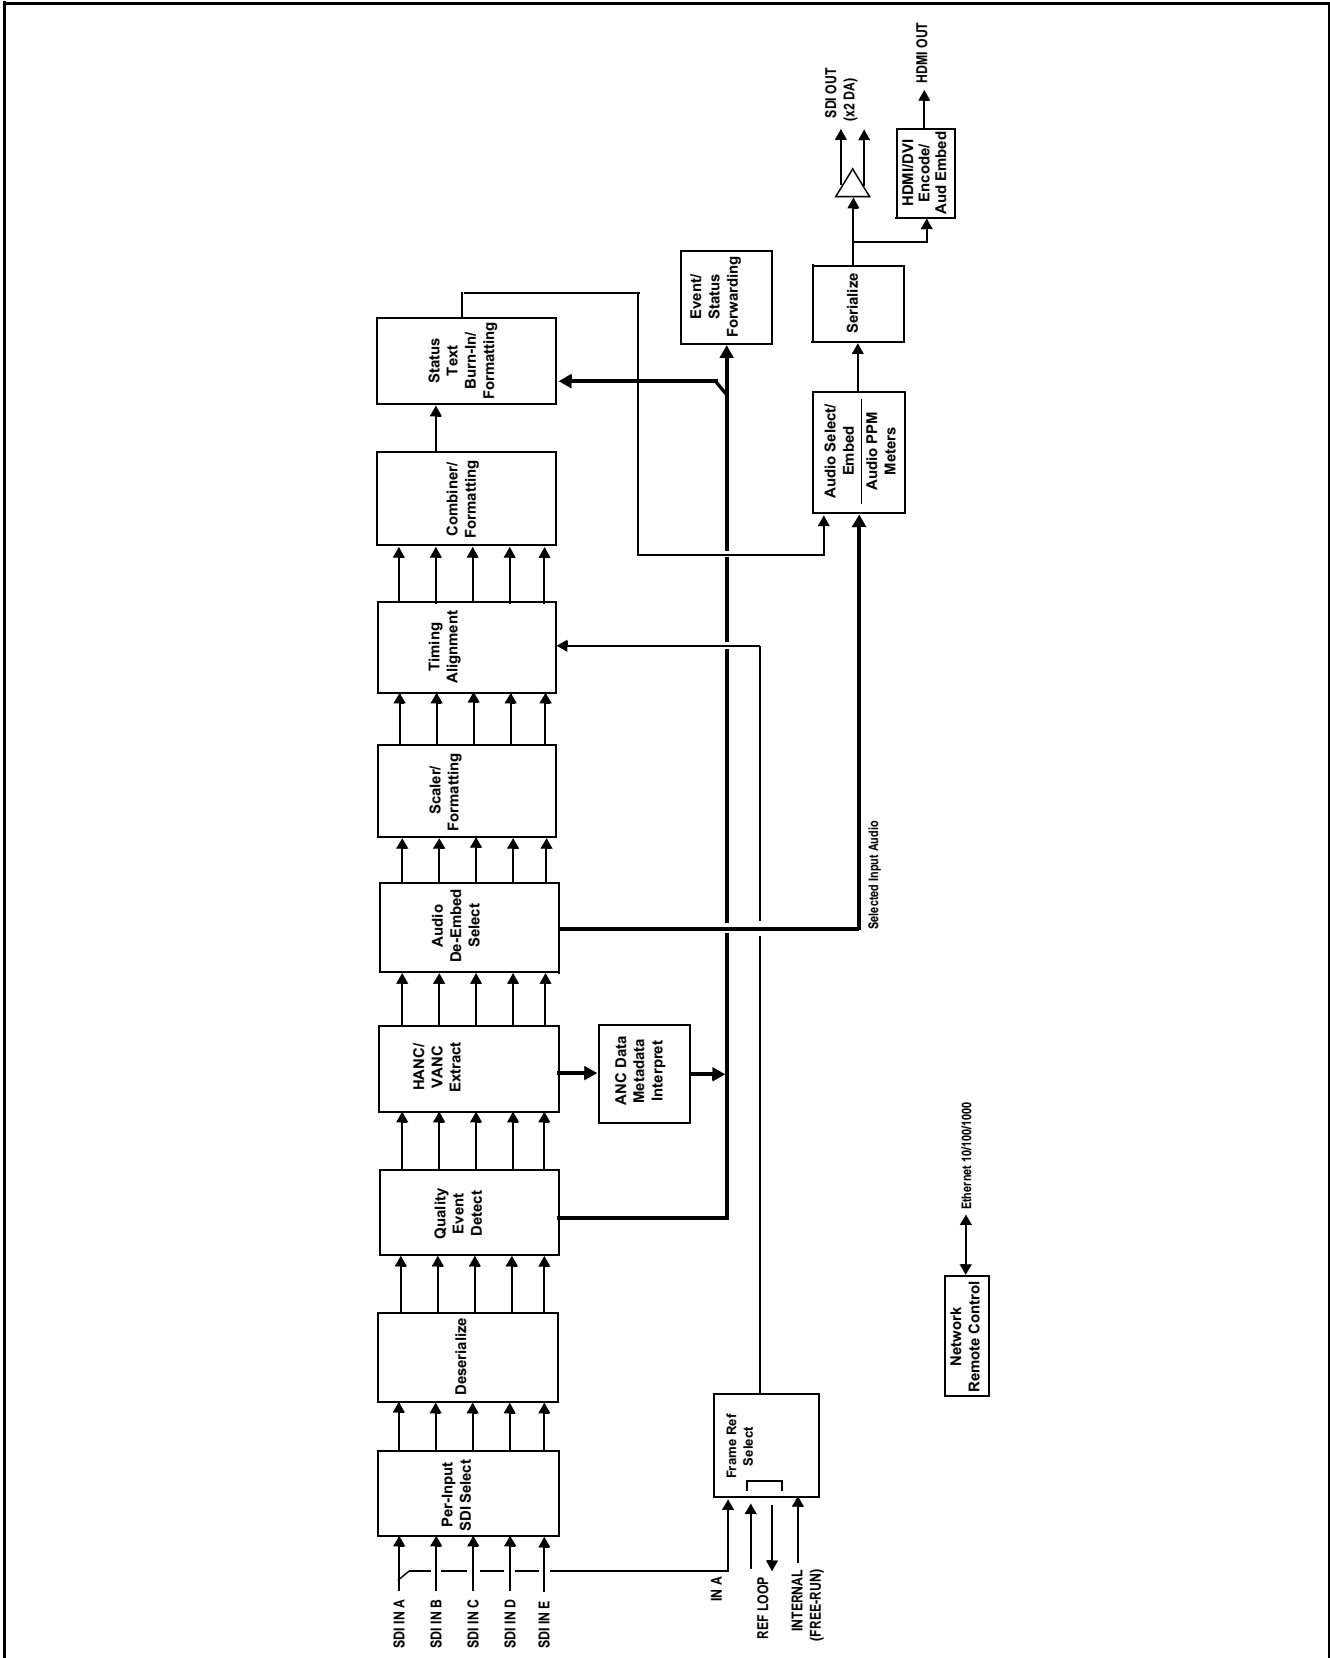 SDI IN A
SDI IN B
SDI IN C
SDI IN D
SDI IN E
Per-Input
SDI Select
Deserialize
Quality
Event
Detect
HANC/
VANC
Extract
Audio
De-Embed
Select
Scaler/
Formatting
Timing
Alignment
Combiner/
Formatting
Status
Text
Burn-In/
Formatting
ANC Data
Metadata
Interpret
Event/
Status
Forwarding
IN A
REF LOOP
INTERNAL
(FREE-RUN)
Frame Ref
Select
Selected Input Audio
Audio Select/
Embed
Audio PPM
Meters
Serialize
SDI OUT
(x2 DA)
HDMI/DVI
Encode/
Aud Embed
HDMI OUT
Network
Remote Control
Ethernet 10/100/1000